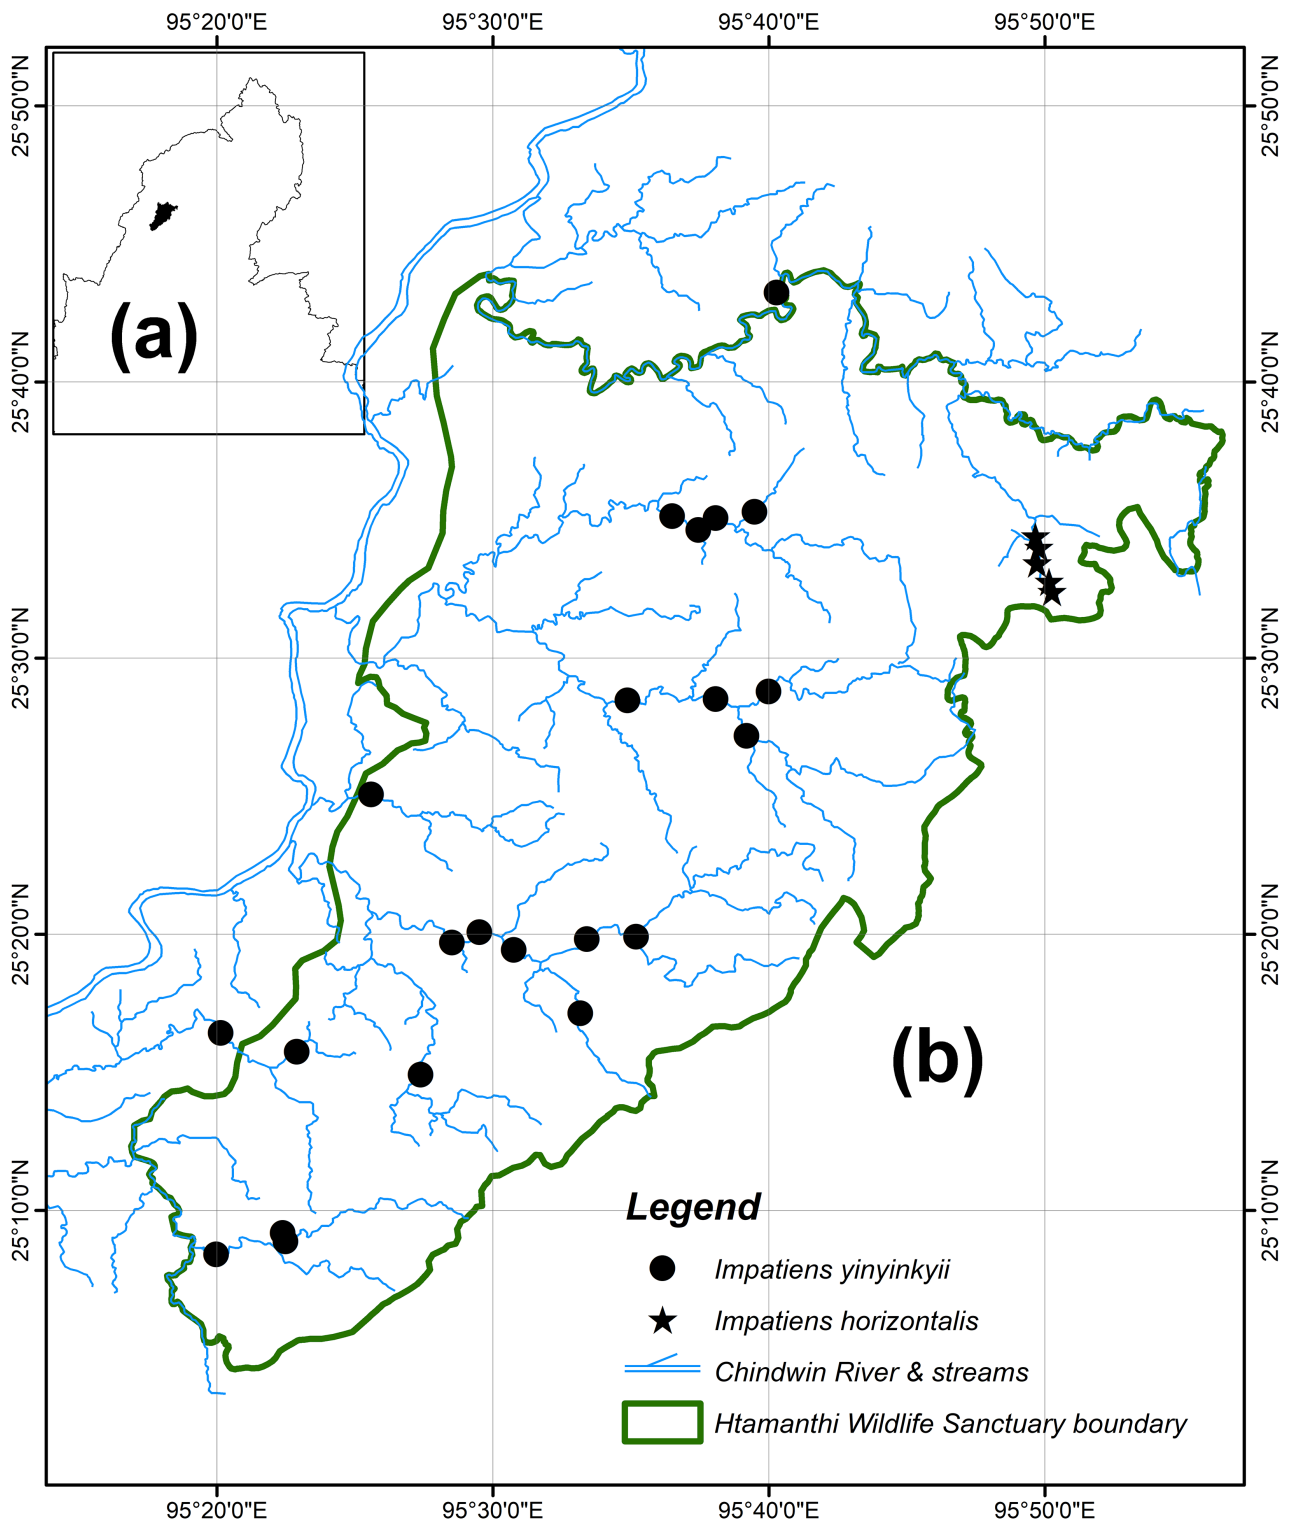 95°20'0"E 95°30'0"E 95°40'0"E 95°50'0"E
25°50'0"N 25°50'0"N
(a)
25°40'0"N 25°40'0"N
25°30'0"N 25°30'0"N
25°20'0"N 25°20'0"N
(b)
25°10'0"N 25°10'0"N
Legend
Impatiens yinyinkyii
Impatiens horizontalis
Chindwin River & streams
Htamanthi Wildlife Sanctuary boundary
95°20'0"E 95°30'0"E 95°40'0"E 95°50'0"E